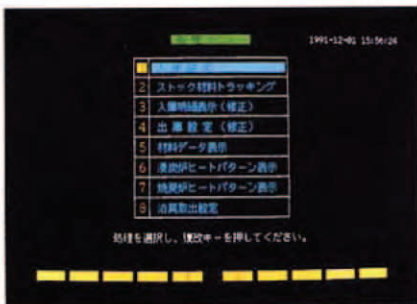 1991-12-01 15:56:26
1
2 ストック材料トラッキング
3 入庫明細表示（修正）
4 出庫設定（修正）
5 材料データ表示
6 浸炭炉ヒートパターン表示
7 焼戻炉ヒートパターン表示
8 治具取出設定
処理を選択し、復改キーを押してください。